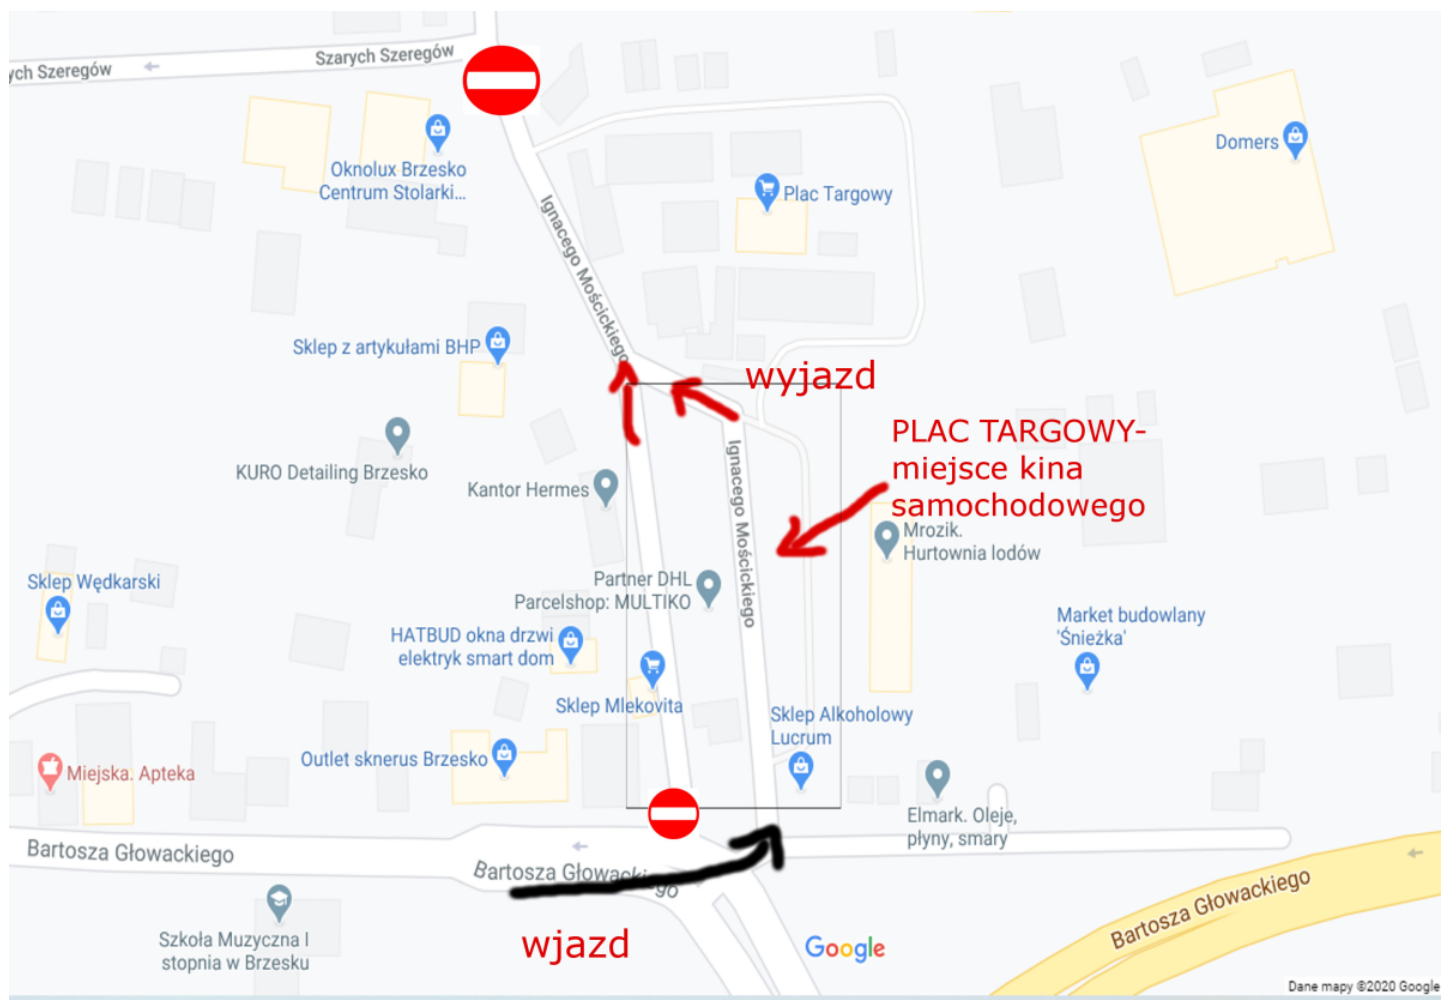 Szarych Szeregów
ych Szeregów
Oknolux Brzesko
Centrum Stolarki...
Domers
Plac Targowy
Ignacego Mościckiego
Sklep z artykułami BHP
wyjazd
PLAC TARGOWY-
miejsce kina
samochodowego
KURO Detailing Brzesko
Kantor Hermes
Ignacego Mościckiego
Mrozik.
Hurtownia lodów
Sklep Wędkarski
Partner DHL
Parcelshop: MULTIKO
HATBUD okna drzwi
elektryk smart dom
Market budowlany
'Śnieżka'
Sklep Mlekovita
Sklep Alkoholowy
Lucrum
Outlet sknerus Brzesko
Miejska. Apteka
Elmark. Oleje,
płyny, smary
Bartosza Głowackiego
Bartosza Głowackiego
Bartosza Głowackiego
Szkoła Muzyczna I
stopnia w Brzesku
wjazd
Google
Dane mapy ©2020 Google